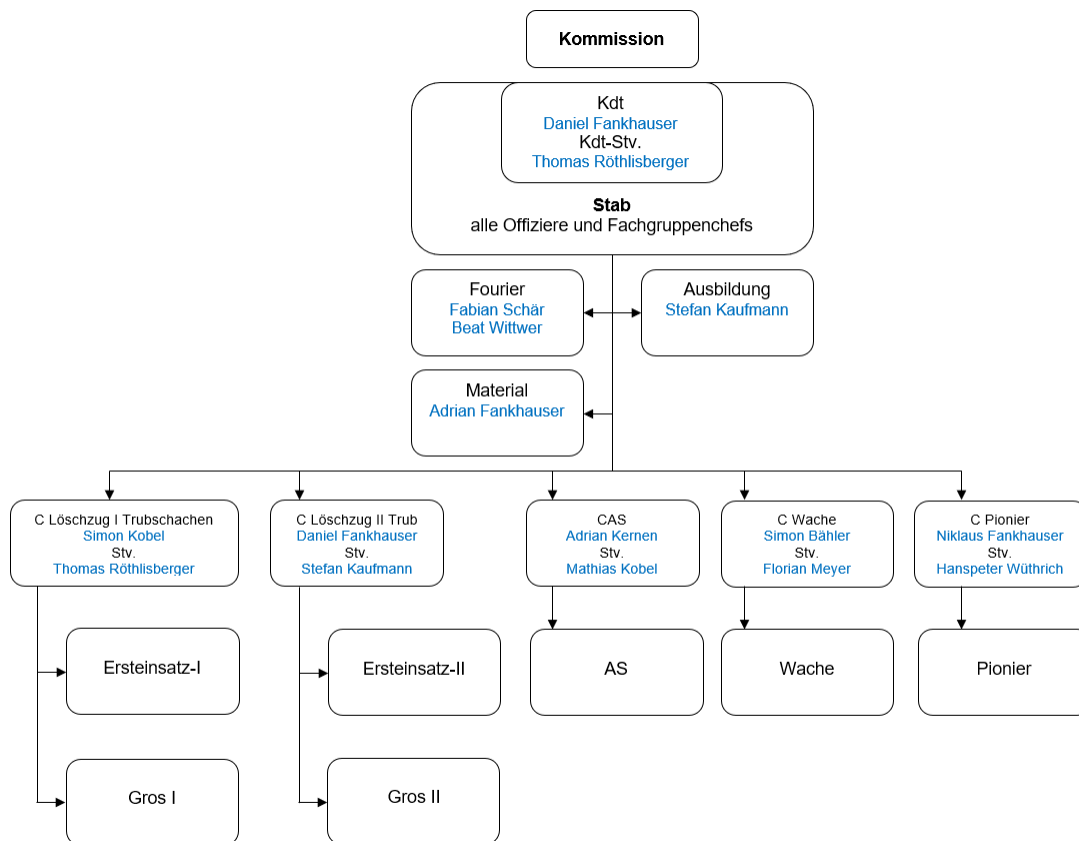 Kommission
Kdt
Daniel Fankhauser
Kdt-Stv.
Thomas Röthlisberger
Stab
alle Offiziere und Fachgruppenchefs
Fourier
Fabian Schär
Beat Wittwer
Ausbildung
Stefan Kaufmann
Material
Adrian Fankhauser
C Löschzug I Trubschachen
Simon Kobel
Stv.
Thomas Röthlisberger
C Löschzug II Trub
Daniel Fankhauser
Stv.
Stefan Kaufmann
CAS
Adrian Kernen
Stv.
Mathias Kobel
C Wache
Simon Bähler
Stv.
Florian Meyer
C Pionier
Niklaus Fankhauser
Stv.
Hanspeter Wüthrich
Ersteinsatz-I
Ersteinsatz-II
AS
Wache
Pionier
Gros I
Gros II